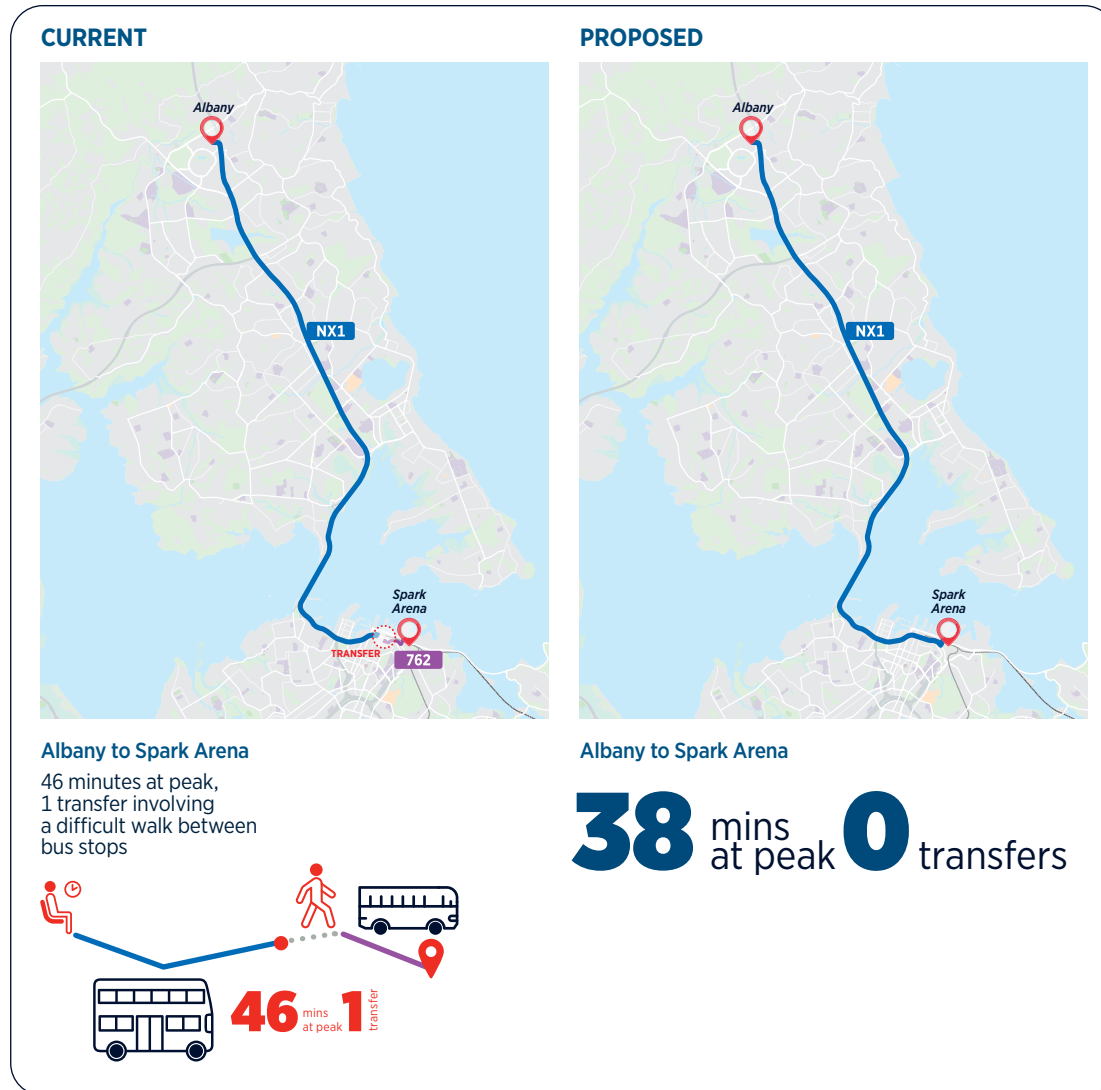 CURRENT
Albany
NX1
Spark
Arena
TRANSFER
762
Albany to Spark Arena
46 minutes at peak,
1 transfer involving
a difficult walk between
bus stops
46 mins
at peak 1 transfer
PROPOSED
Albany
NX1
Spark
Arena
Albany to Spark Arena
38 mins
at peak 0 transfers